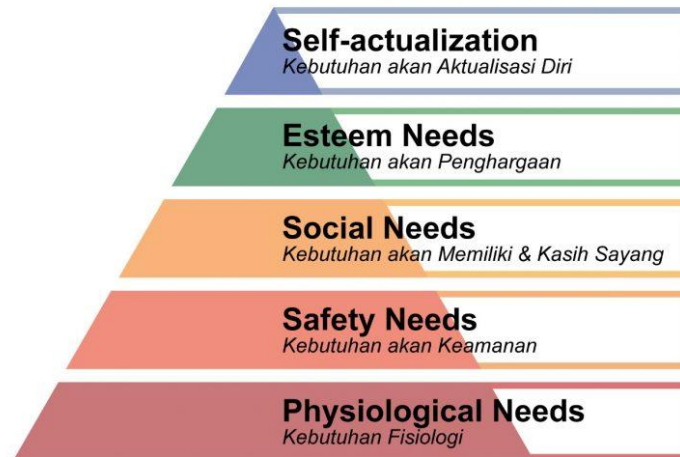 Self-actualization
Kebutuhan akan Aktualisasi Diri
Esteem Needs
Kebutuhan akan Penghargaan
Social Needs
Kebutuhan akan Memiliki & Kasih Sayang
Safety Needs
Kebutuhan akan Keamanan
Physiological Needs
Kebutuhan Fisiologi